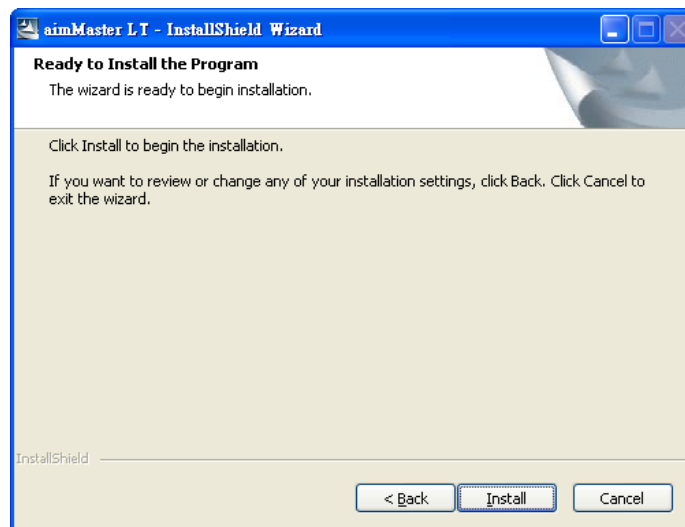 aimMaster LT - InstallShield Wizard
Ready to Install the Program
The wizard is ready to begin installation.
Click Install to begin the installation.
If you want to review or change any of your installation settings, click Back. Click Cancel to
exit the wizard.
InstallShield
< Back
Install
Cancel